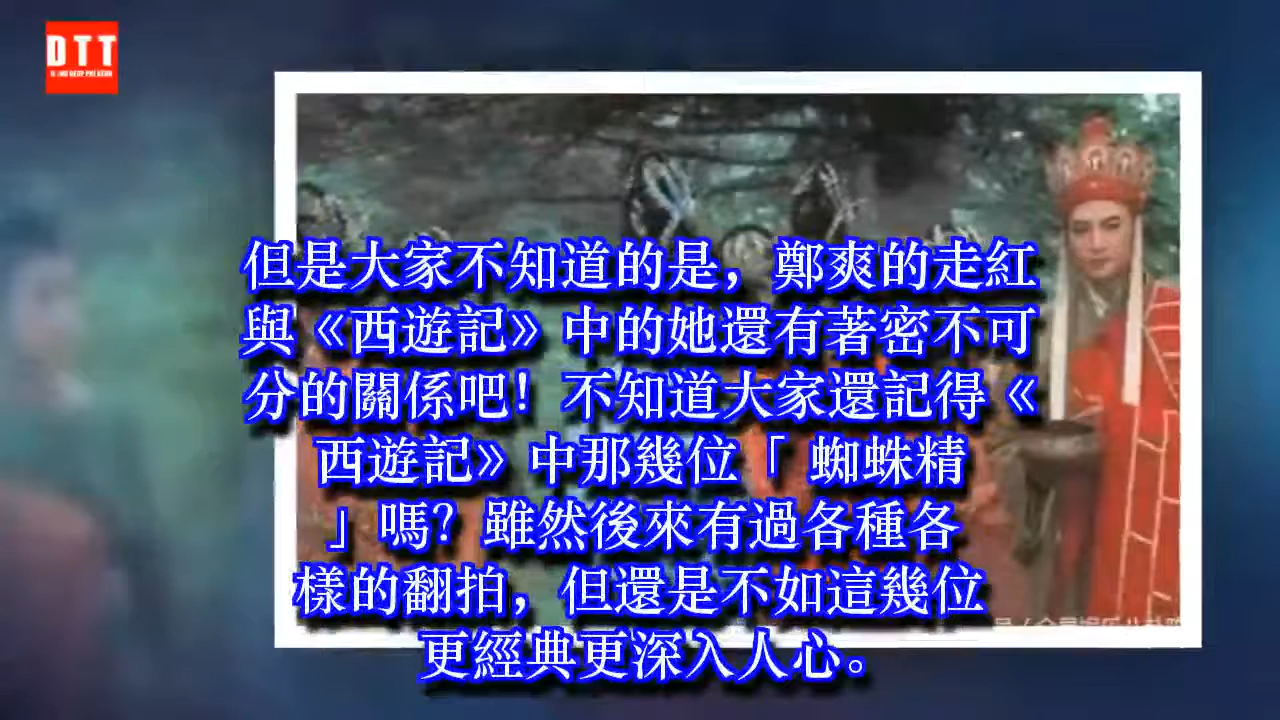 DTT
但是大家不知道的是，鄭爽的走紅
與《西遊記》中的她還有著密不可
分的關係吧！不知道大家還記得《
西遊記》中那幾位「 蜘蛛精
」嗎？雖然後來有過各種各
樣的翻拍，但還是不如這幾位
更經典更深入人心。